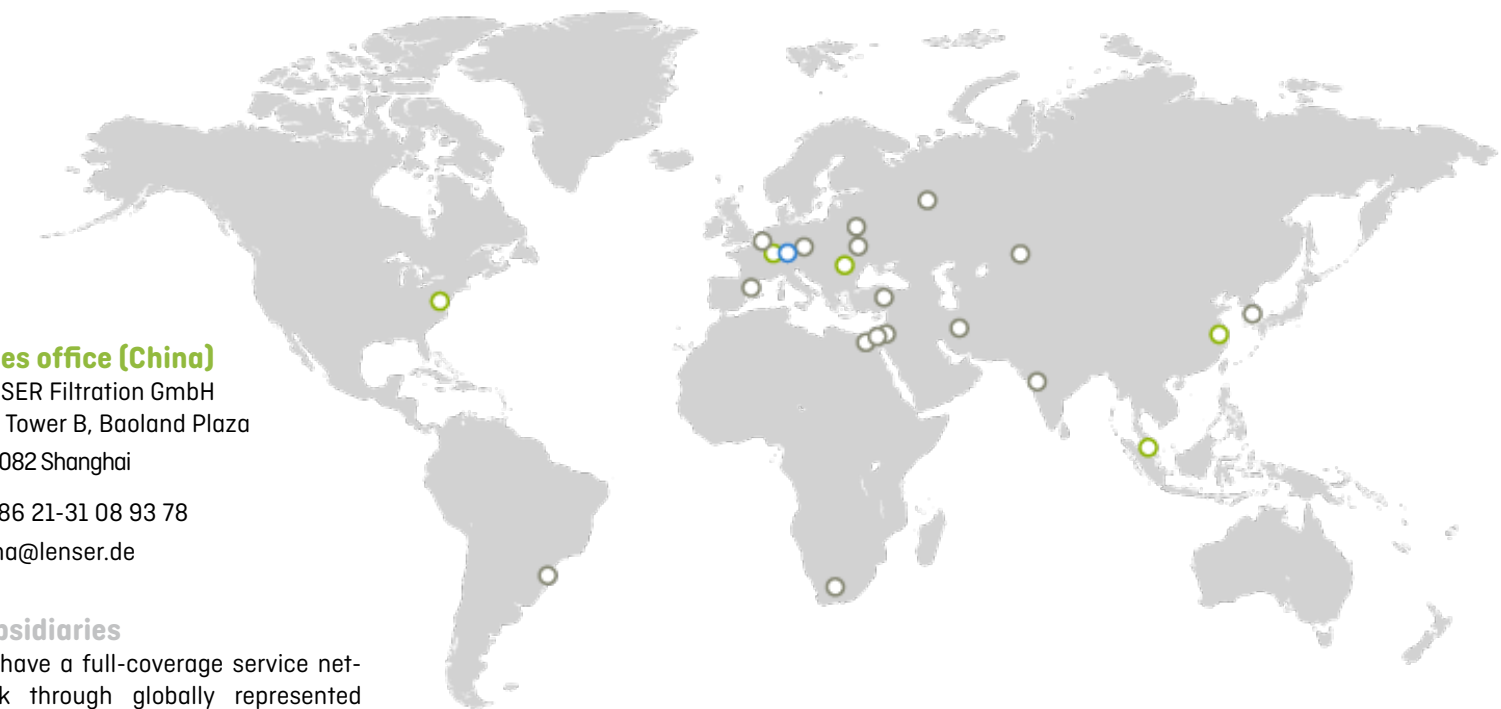 es office (China)
SER Filtration GmbH
Tower B, Baoland Plaza
082 Shanghai
86 21-31 08 93 78
na@lenser.de
osidiaries
have a full-coverage service net-
k through globally represented